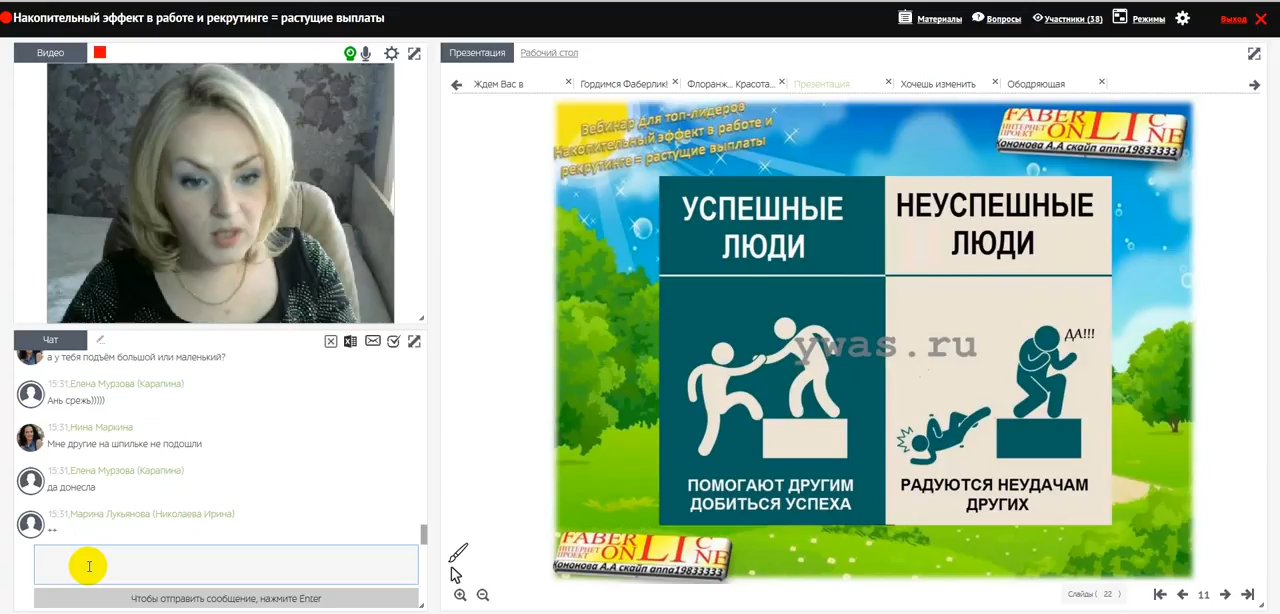 Накопительный эффект в работе и рекрутинге = растущие выплаты
Материалы
Вопросы
Участники (38)
Режимы
Выход
Видео
Чат
а у тебя подъём большой или маленький?
15:31,Елена Мурзова (Карапина)
Ань срежь)))))
15:31,Нина Маркина
Мне другие на шпильке не подошли
15:31,Елена Мурзова (Карапина)
да донесла
15:31,Марина Лукьянова (Николаева Ирина)
++
Чтобы отправить сообщение, нажмите Enter
Презентация
Рабочий стол
Ждем Вас в
Гордимся Фаберлик!
Флоранж... Красота...
Презентация
Хочешь изменить
Ободряющая
Вебинар для топ-лидеров
Накопительный эффект в работе и
рекрутинге = растущие выплаты
FABERLIC
ИНТЕРНЕТ ПРОЕКТ
ONLINE
Кононова А.А скайп anna19833333
УСПЕШНЫЕ
ЛЮДИ
НЕУСПЕШНЫЕ
ЛЮДИ
ДА!!!
ywas.ru
ПОМОГАЮТ ДРУГИМ
ДОБИТЬСЯ УСПЕХА
РАДУЮТСЯ НЕУДАЧАМ
ДРУГИХ
FABERLIC
ИНТЕРНЕТ ПРОЕКТ
ONLINE
Кононова А.А скайп anna19833333
Слайды ( 22 )
11